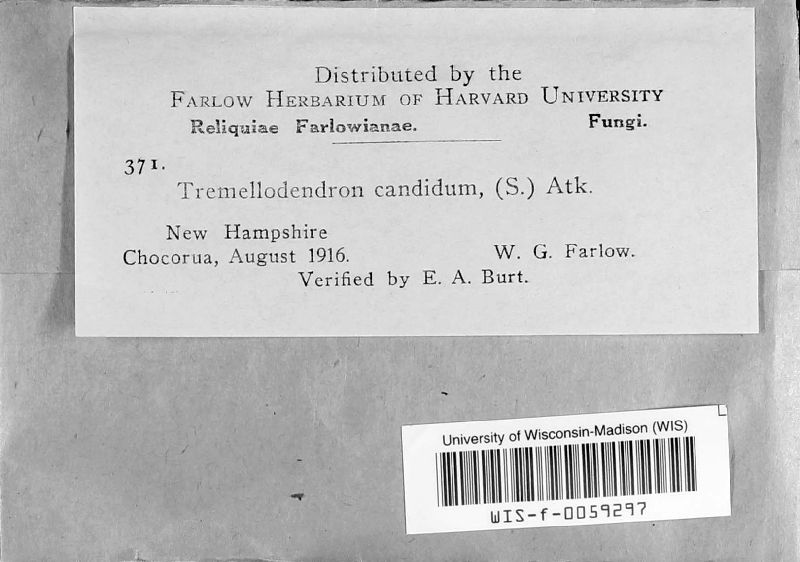 Distributed by the
Farlow Herbarium of Harvard University
Reliquiae Farlowianae. Fungi.
371.
Tremellodendron candidum, (S.) Atk.
New Hampshire
Chocorua, August 1916. W. G. Farlow.
Verified by E. A. Burt.
University of Wisconsin-Madison (WIS)
WIS-f-0059297